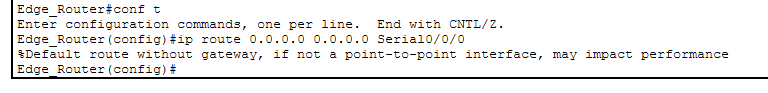 Edge_Router#conf t
Enter configuration commands, one per line.  End with CNTL/Z.
Edge_Router(config)#ip route 0.0.0.0 0.0.0.0 Serial0/0/0
%Default route without gateway, if not a point-to-point interface, may impact performance
Edge_Router(config)#